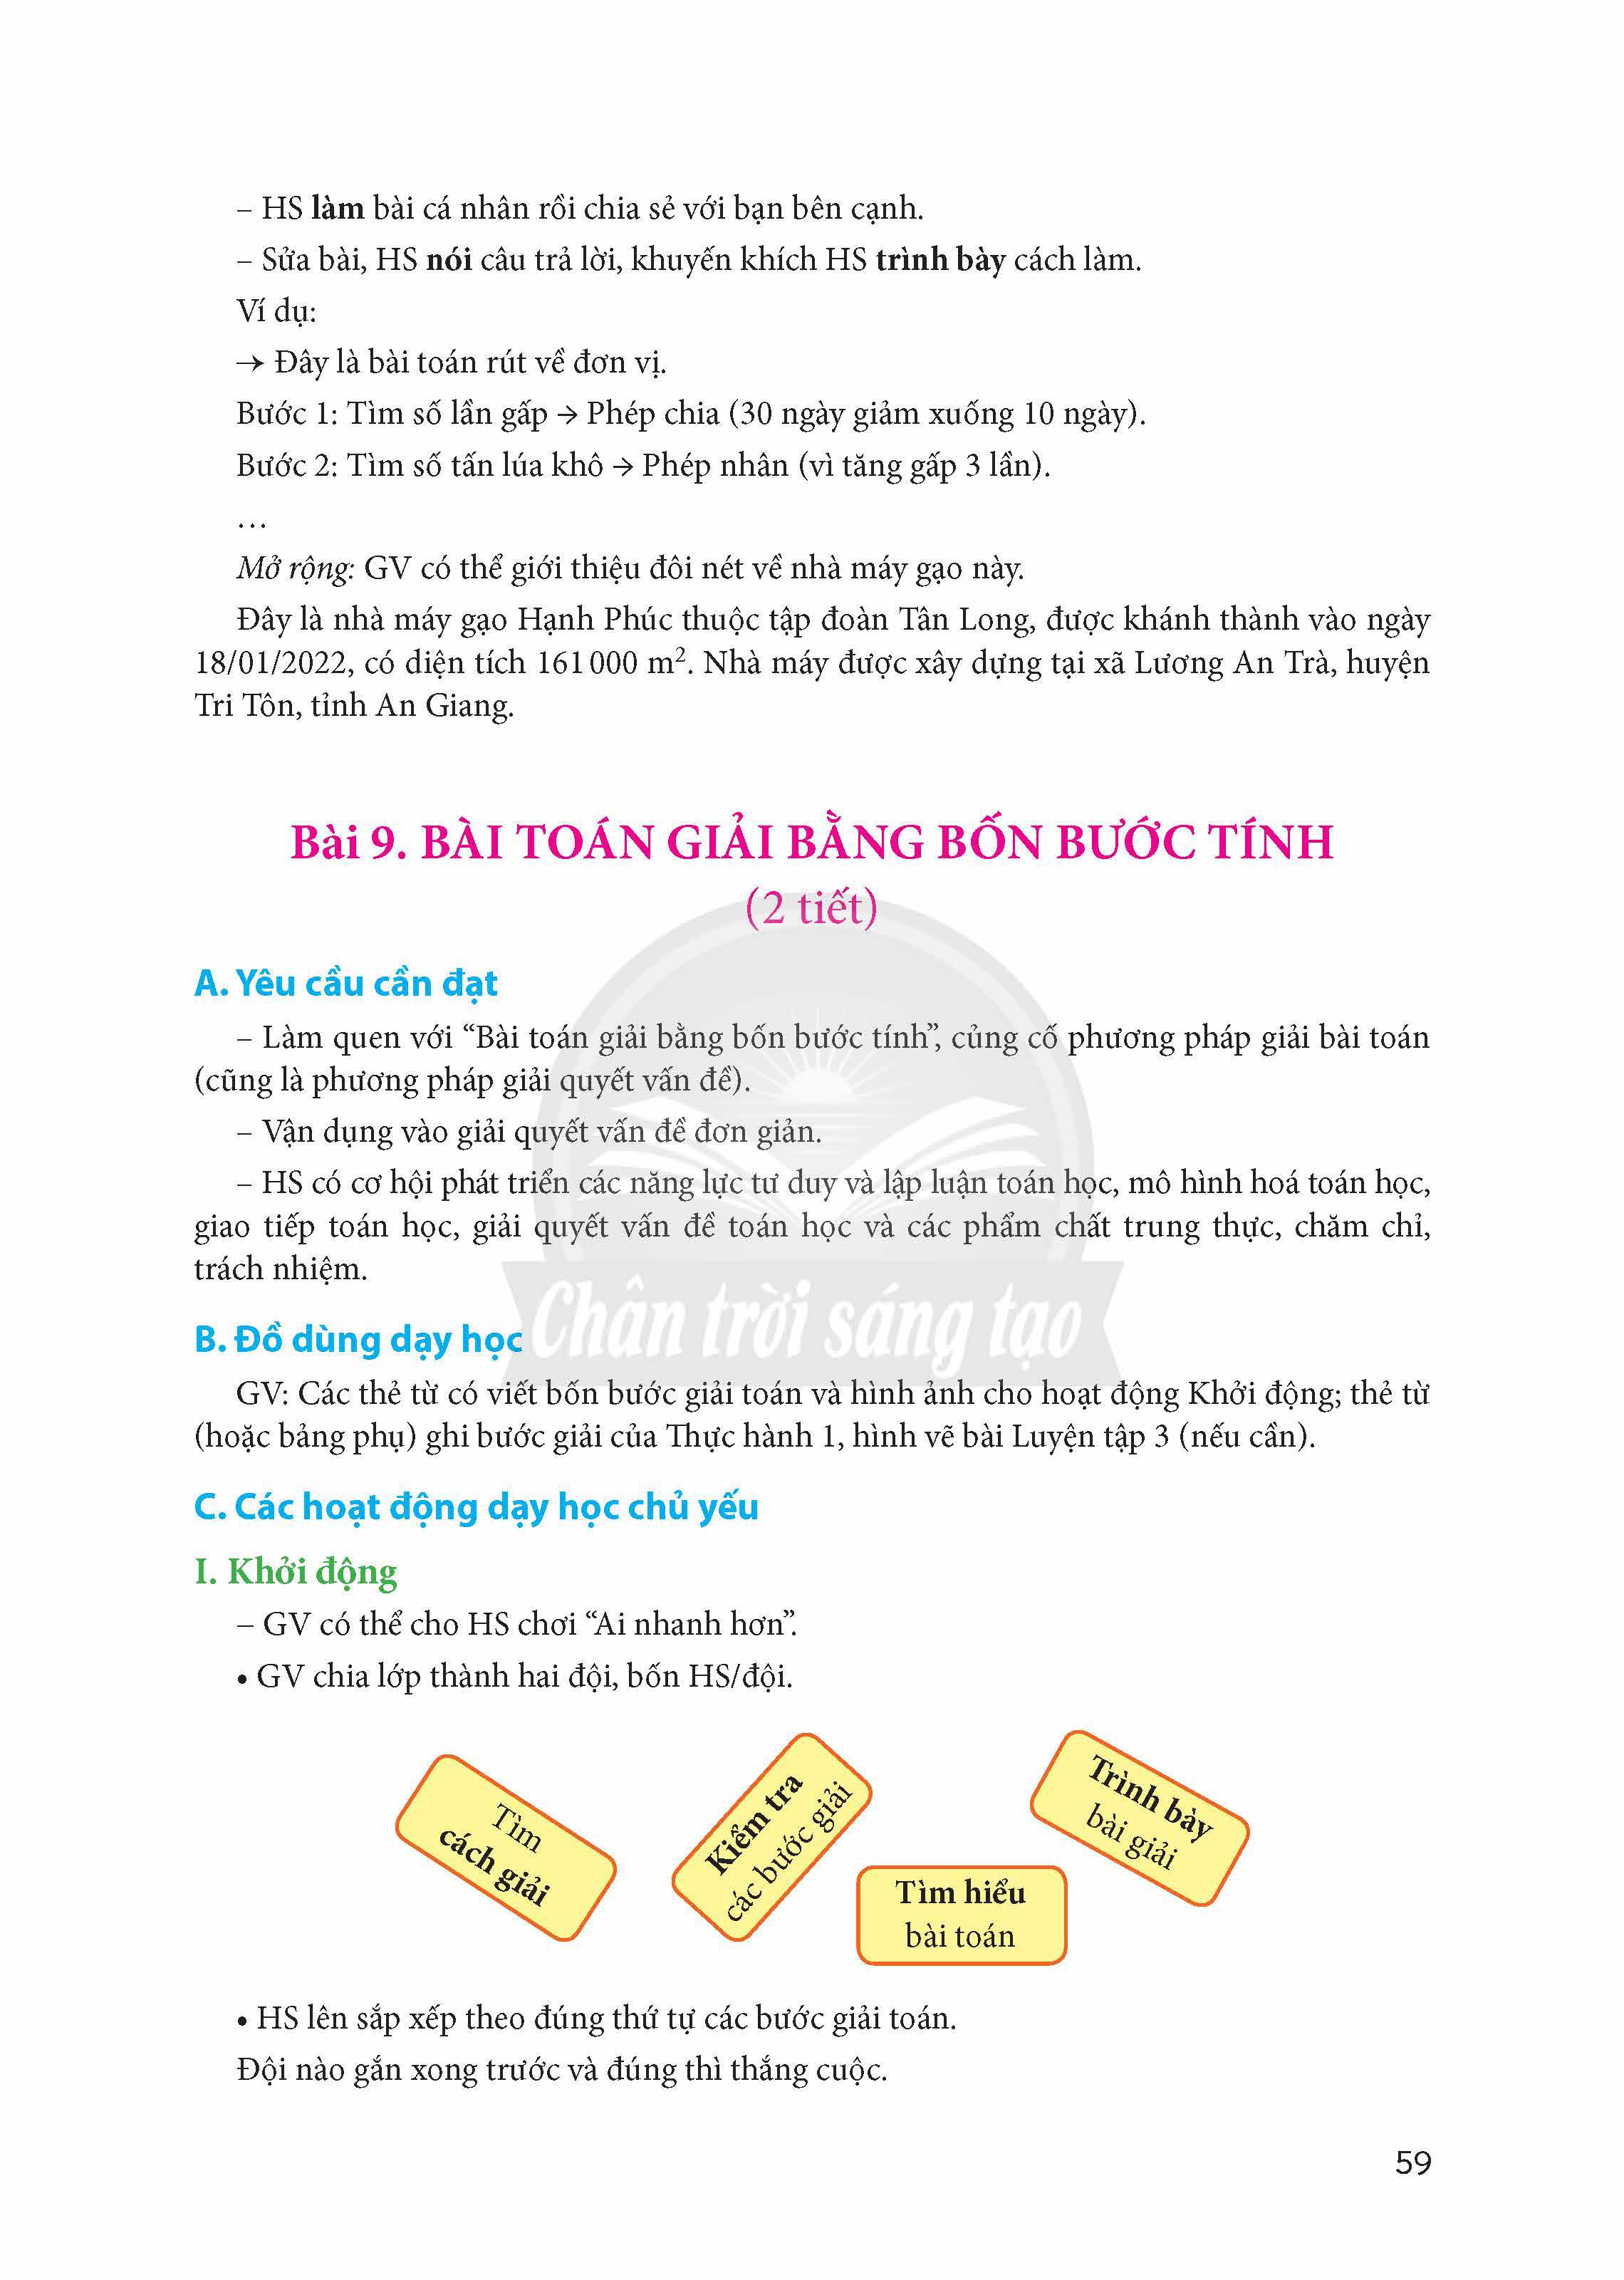 – HS làm bài cá nhân rồi chia sẻ với bạn bên cạnh.
– Sửa bài, HS nói câu trả lời, khuyến khích HS trình bày cách làm.
Ví dụ:
→ Đây là bài toán rút về đơn vị.
Bước 1: Tìm số lần gấp → Phép chia (30 ngày giảm xuống 10 ngày).
Bước 2: Tìm số tấn lúa khô → Phép nhân (vì tăng gấp 3 lần).
…
Mở rộng: GV có thể giới thiệu đôi nét về nhà máy gạo này.
Đây là nhà máy gạo Hạnh Phúc thuộc tập đoàn Tân Long, được khánh thành vào ngày
18/01/2022, có diện tích 161 000 m². Nhà máy được xây dựng tại xã Lương An Trà, huyện
Tri Tôn, tỉnh An Giang.
Bài 9. BÀI TOÁN GIẢI BẰNG BỐN BƯỚC TÍNH
(2 tiết)
A. Yêu cầu cần đạt
– Làm quen với “Bài toán giải bằng bốn bước tính”, củng cố phương pháp giải bài toán
(cũng là phương pháp giải quyết vấn đề).
– Vận dụng vào giải quyết vấn đề đơn giản.
– HS có cơ hội phát triển các năng lực tư duy và lập luận toán học, mô hình hoá toán học,
giao tiếp toán học, giải quyết vấn đề toán học và các phẩm chất trung thực, chăm chỉ,
trách nhiệm.
Chân trời sáng tạo
B. Đồ dùng dạy học
GV: Các thẻ từ có viết bốn bước giải toán và hình ảnh cho hoạt động Khởi động; thẻ từ
(hoặc bảng phụ) ghi bước giải của Thực hành 1, hình vẽ bài Luyện tập 3 (nếu cần).
C. Các hoạt động dạy học chủ yếu
I. Khởi động
– GV có thể cho HS chơi “Ai nhanh hơn”.
• GV chia lớp thành hai đội, bốn HS/đội.
Tìm
cách giải
Kiểm tra
các bước giải
Tìm hiểu
bài toán
Trình bày
bài giải
• HS lên sắp xếp theo đúng thứ tự các bước giải toán.
Đội nào gắn xong trước và đúng thì thắng cuộc.
59